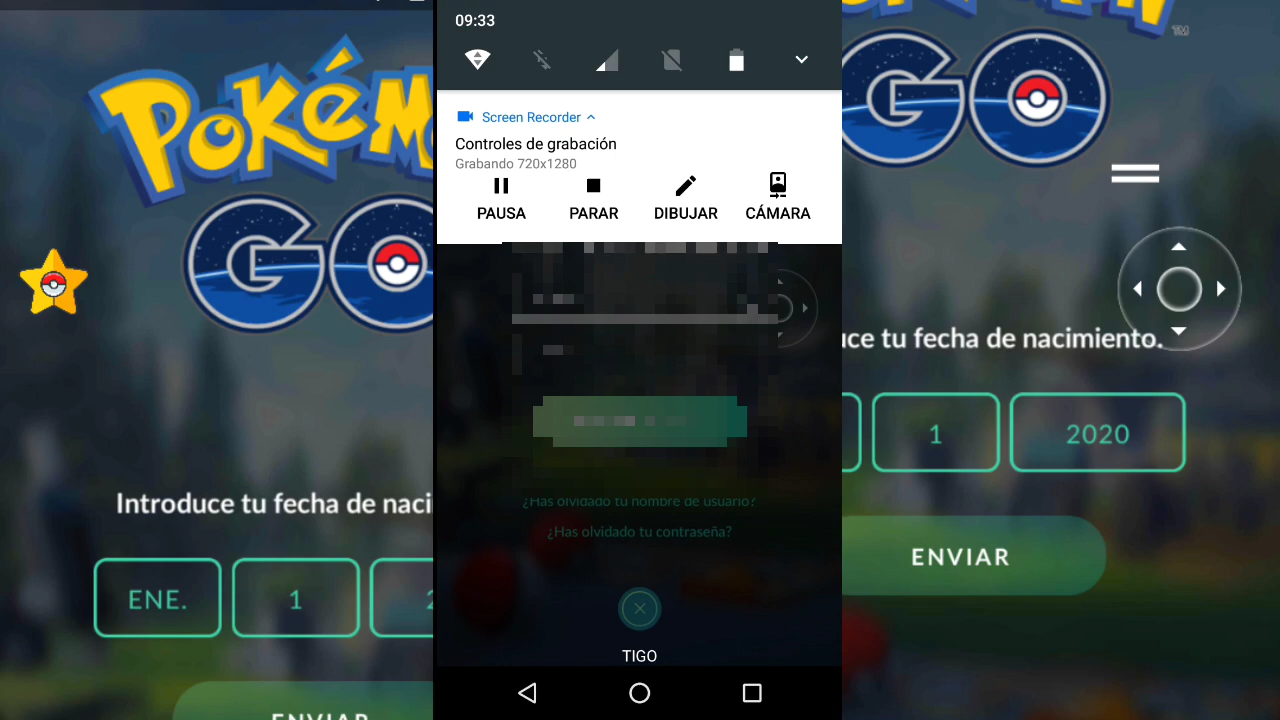 POKÉM
GO
Introduce tu fecha de naci
ENE.
1
2
ENVIAR
09:33
Screen Recorder
Controles de grabación
Grabando 720x1280
PAUSA
PARAR
DIBUJAR
CÁMARA
¿Has olvidado tu nombre de usuario?
¿Has olvidado tu contraseña?
TIGO
TM
GO
uce tu fecha de nacimiento.
1
2020
ENVIAR